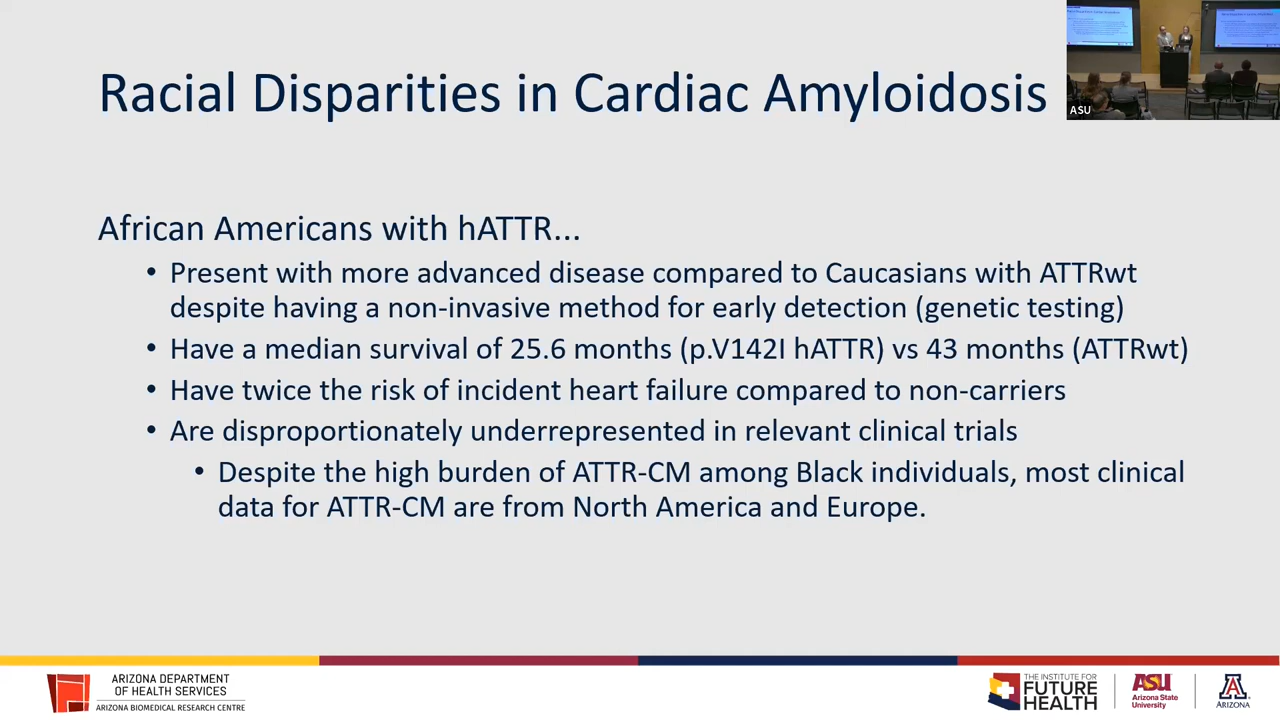 Racial Disparities in Cardiac Amyloidosis
ASU
African Americans with hATTR...
• Present with more advanced disease compared to Caucasians with ATTRwt
despite having a non-invasive method for early detection (genetic testing)
• Have a median survival of 25.6 months (p.V142I hATTR) vs 43 months (ATTRwt)
• Have twice the risk of incident heart failure compared to non-carriers
• Are disproportionately underrepresented in relevant clinical trials
• Despite the high burden of ATTR-CM among Black individuals, most clinical
data for ATTR-CM are from North America and Europe.
ARIZONA DEPARTMENT
OF HEALTH SERVICES
ARIZONA BIOMEDICAL RESEARCH CENTRE
THE INSTITUTE FOR
FUTURE
HEALTH
ASU
Arizona State
University
A
ARIZONA